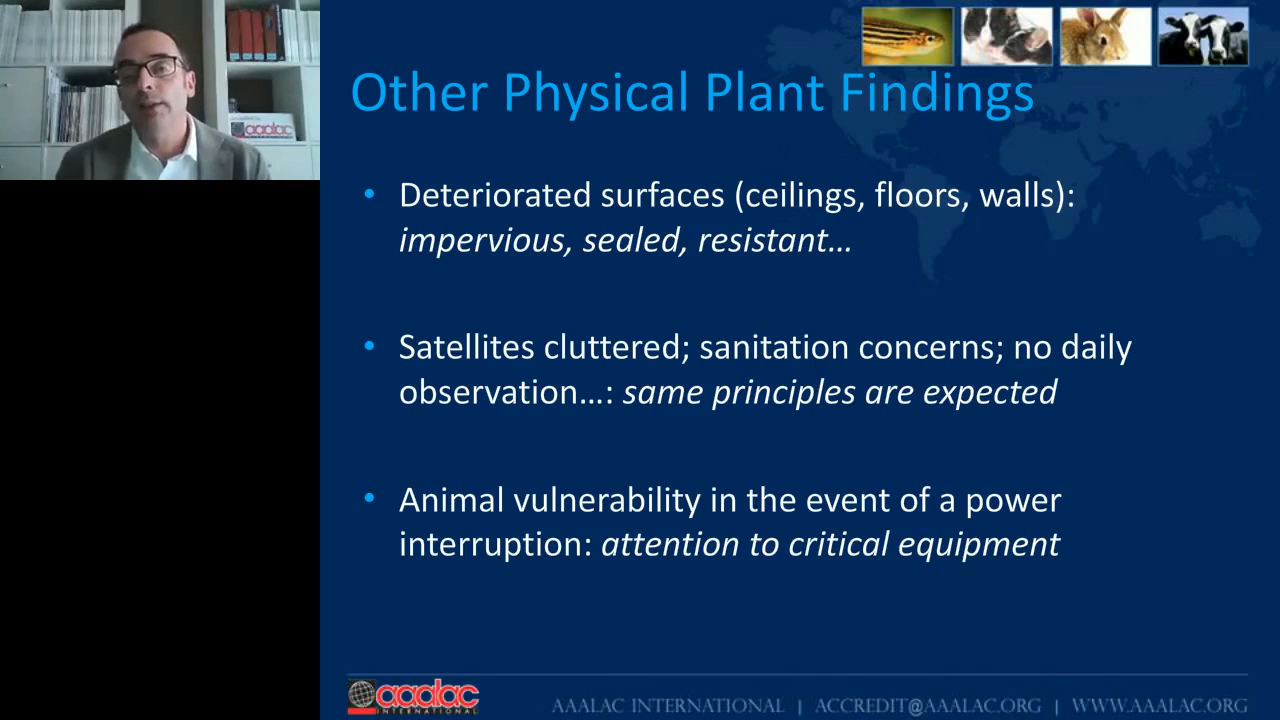 Other Physical Plant Findings
• Deteriorated surfaces (ceilings, floors, walls):
impervious, sealed, resistant…
• Satellites cluttered; sanitation concerns; no daily
observation…: same principles are expected
• Animal vulnerability in the event of a power
interruption: attention to critical equipment
aaalac
INTERNATIONAL
AAALAC INTERNATIONAL | ACCREDIT@AAALAC.ORG | WWW.AAALAC.ORG
aaalac